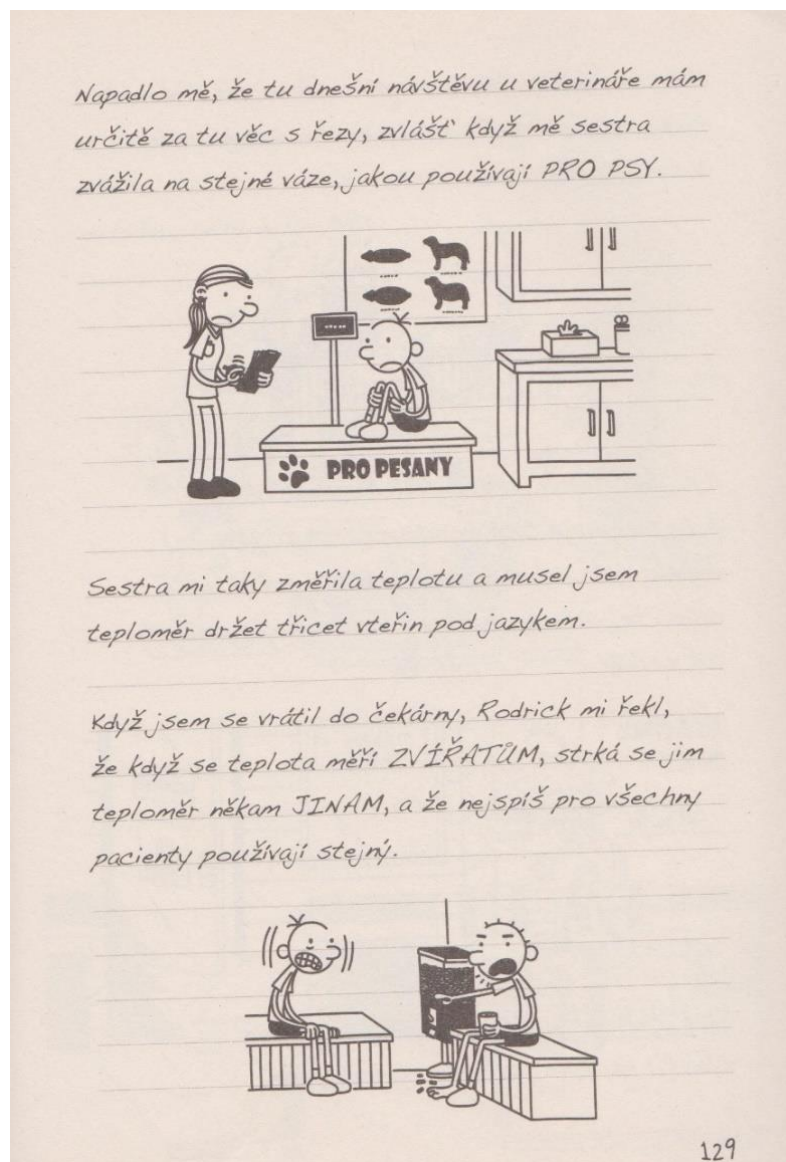 Napadlo mě, že tu dnešní návštěvu u veterináře mám
určitě za tu věc s řezy, zvlášť když mě sestra
zvážila na stejné váze, jakou používají PRO PSY.
PRO PESANY
Sestra mi taky změřila teplotu a musel jsem
teploměr držet třicet vteřin pod jazykem.
Když jsem se vrátil do čekárny, Rodrick mi řekl,
že když se teplota měří ZVÍŘATŮM, strká se jim
teploměr někam JINAM, a že nejspíš pro všechny
pacienty používají stejný.
129